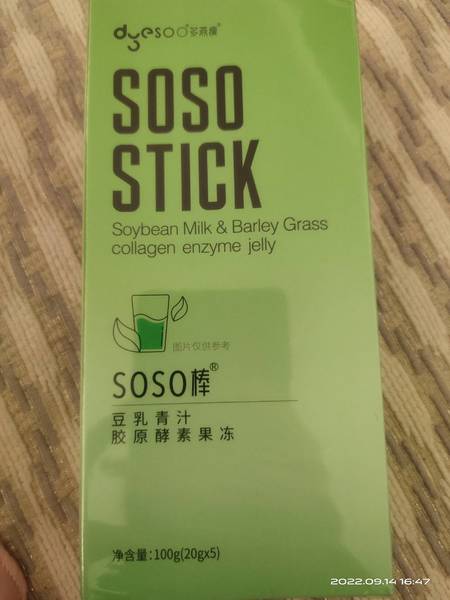 dyesoo多燕瘦®
SOSO
STICK
Soybean Milk & Barley Grass
collagen enzyme jelly
图片仅供参考
SOSO棒®
豆乳青汁
胶原酵素果冻
净含量:100g(20gx5)
2022.09.14 16:47